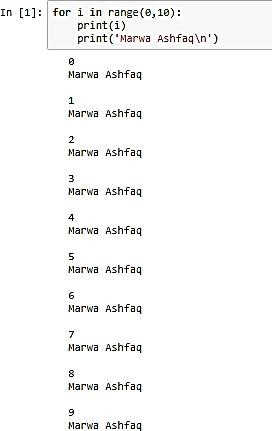 In [1]: for i in range(0,10):
print(i)
print('Marwa Ashfaq\n')
0
Marwa Ashfaq
1
Marwa Ashfaq
2
Marwa Ashfaq
3
Marwa Ashfaq
4
Marwa Ashfaq
5
Marwa Ashfaq
6
Marwa Ashfaq
7
Marwa Ashfaq
8
Marwa Ashfaq
9
Marwa Ashfaq